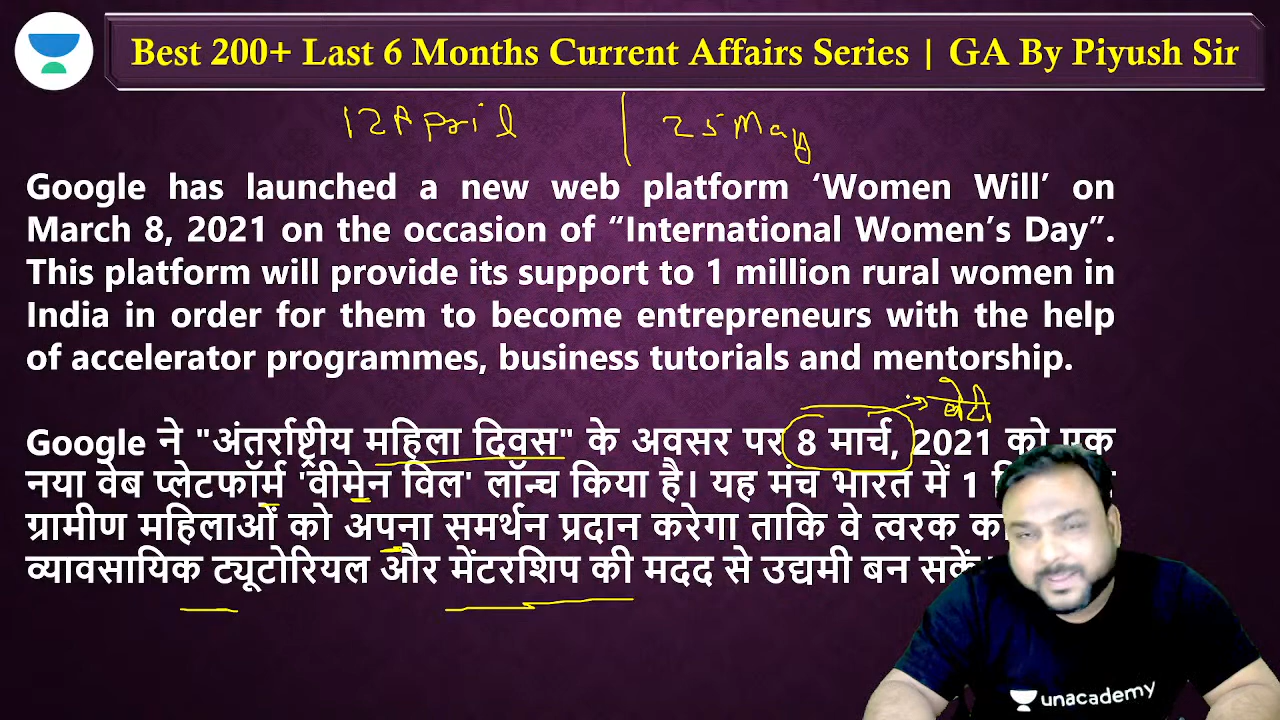 Best 200+ Last 6 Months Current Affairs Series | GA By Piyush Sir
12 April | 25 May
Google has launched a new web platform ‘Women Will’ on
March 8, 2021 on the occasion of “International Women’s Day”.
This platform will provide its support to 1 million rural women in
India in order for them to become entrepreneurs with the help
of accelerator programmes, business tutorials and mentorship.
Google ने "अंतर्राष्ट्रीय महिला दिवस" के अवसर पर 8 मार्च, 2021 को एक
नया वेब प्लेटफॉर्म 'वीमेन विल' लॉन्च किया है। यह मंच भारत में 1
ग्रामीण महिलाओं को अपना समर्थन प्रदान करेगा ताकि वे त्वरक
व्यावसायिक ट्यूटोरियल और मेंटरशिप की मदद से उद्यमी बन सकें
unacademy